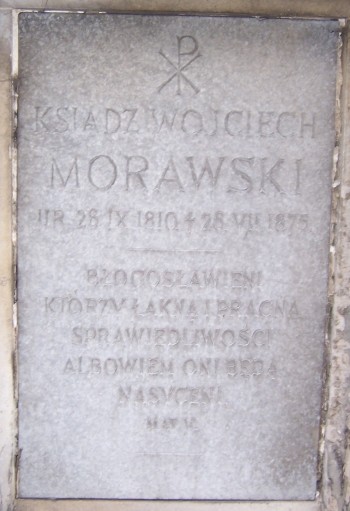 KSIĄDZ WOJCIECH
MORAWSKI
UR. 26 IX 1810 + 28 VII 1875
BŁOGOSŁAWIENI
KTÓRZY ŁAKNĄ I PRAGNĄ
SPRAWIEDLIWOŚCI
ALBOWIEM ONI BĘDĄ
NASYCENI
MAT. V.